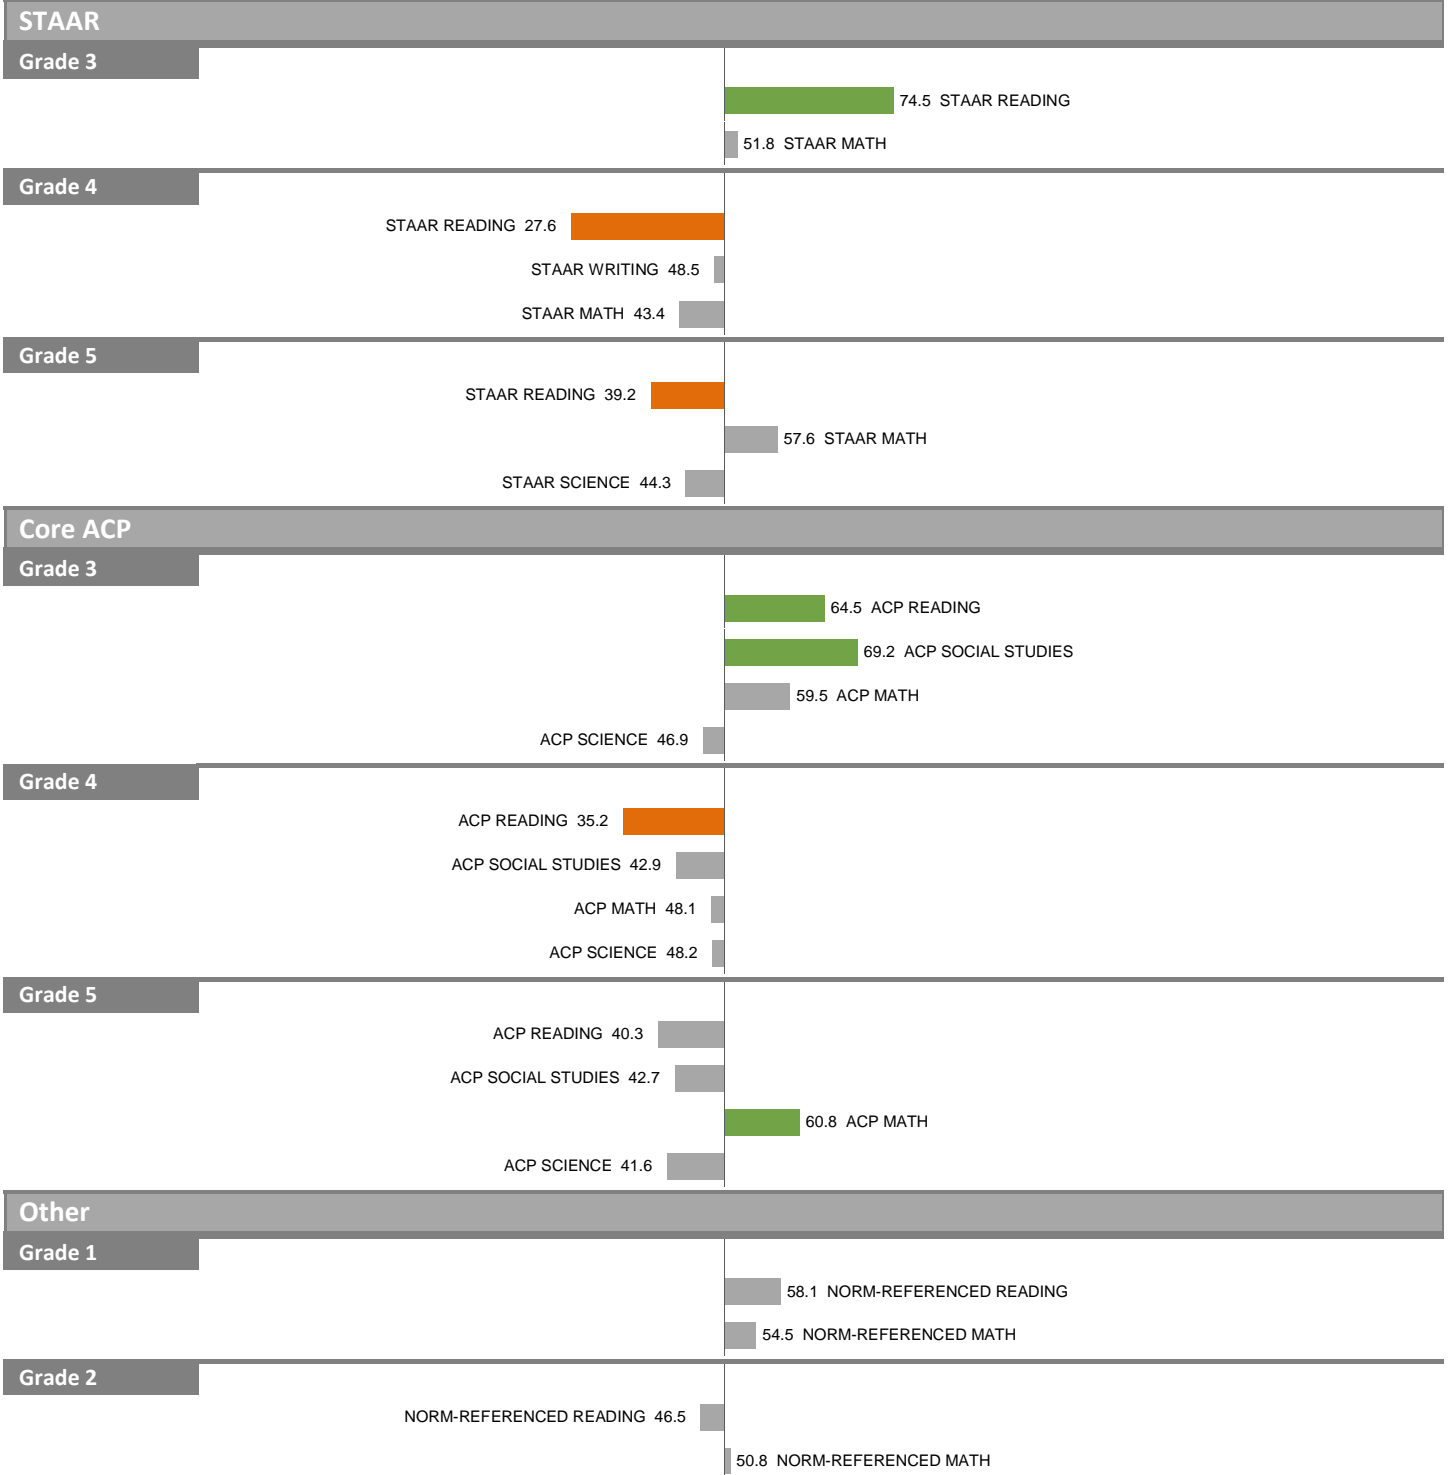 STAAR
Grade 3
74.5 STAAR READING
51.8 STAAR MATH
Grade 4
STAAR READING 27.6
STAAR WRITING 48.5
STAAR MATH 43.4
Grade 5
STAAR READING 39.2
57.6 STAAR MATH
STAAR SCIENCE 44.3
Core ACP
Grade 3
64.5 ACP READING
69.2 ACP SOCIAL STUDIES
59.5 ACP MATH
ACP SCIENCE 46.9
Grade 4
ACP READING 35.2
ACP SOCIAL STUDIES 42.9
ACP MATH 48.1
ACP SCIENCE 48.2
Grade 5
ACP READING 40.3
ACP SOCIAL STUDIES 42.7
60.8 ACP MATH
ACP SCIENCE 41.6
Other
Grade 1
58.1 NORM-REFERENCED READING
54.5 NORM-REFERENCED MATH
Grade 2
NORM-REFERENCED READING 46.5
50.8 NORM-REFERENCED MATH